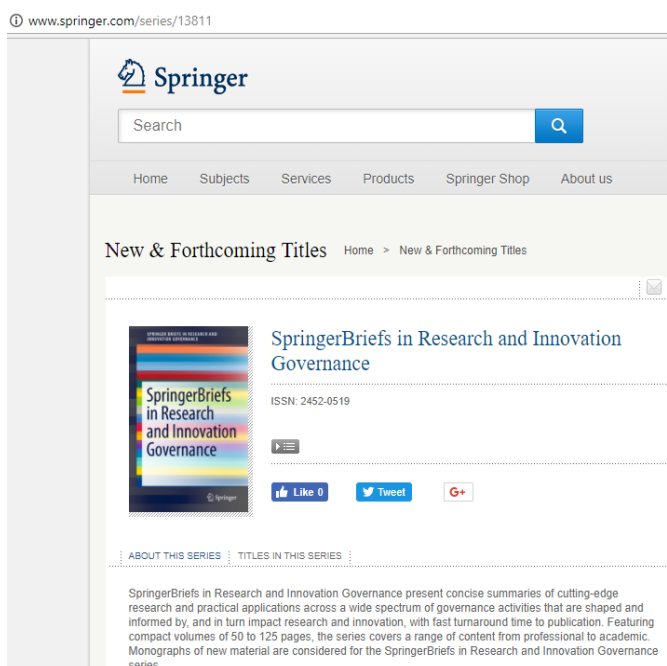 www.springer.com/series/13811
Springer
Search
Home Subjects Services Products Springer Shop About us
New & Forthcoming Titles Home > New & Forthcoming Titles
SPRINGER BRIEFS IN RESEARCH AND
INNOVATION GOVERNANCE
SpringerBriefs
in Research
and Innovation
Governance
Springer
SpringerBriefs in Research and Innovation
Governance
ISSN: 2452-0519
Like 0 Tweet G+
ABOUT THIS SERIES TITLES IN THIS SERIES
SpringerBriefs in Research and Innovation Governance present concise summaries of cutting-edge
research and practical applications across a wide spectrum of governance activities that are shaped and
informed by, and in turn impact research and innovation, with fast turnaround time to publication. Featuring
compact volumes of 50 to 125 pages, the series covers a range of content from professional to academic.
Monographs of new material are considered for the SpringerBriefs in Research and Innovation Governance
series